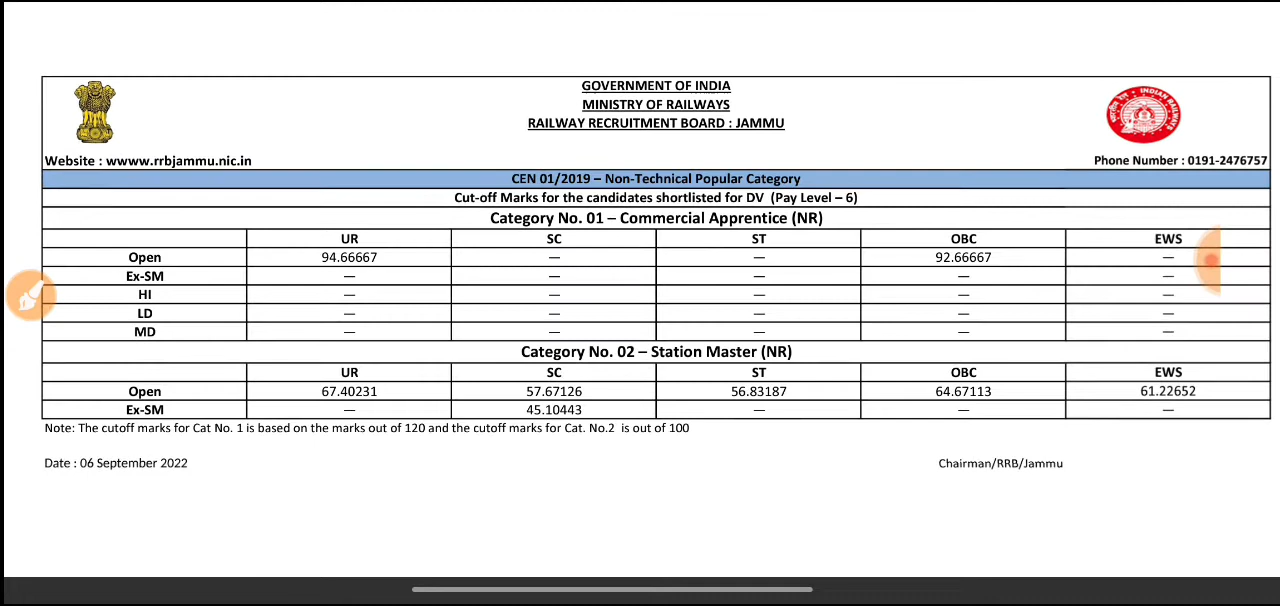 GOVERNMENT OF INDIA
MINISTRY OF RAILWAYS
RAILWAY RECRUITMENT BOARD : JAMMU
INDIAN RAILWAYS
Website : wwww.rrbjammu.nic.in Phone Number : 0191-2476757
CEN 01/2019 – Non-Technical Popular Category
Cut-off Marks for the candidates shortlisted for DV (Pay Level – 6)
Category No. 01 – Commercial Apprentice (NR)
UR SC ST OBC EWS
Open 94.66667 — — 92.66667 —
Ex-SM — — — — —
HI — — — — —
LD — — — — —
MD — — — — —
Category No. 02 – Station Master (NR)
UR SC ST OBC EWS
Open 67.40231 57.67126 56.83187 64.67113 61.22652
Ex-SM — 45.10443 — — —
Note: The cutoff marks for Cat No. 1 is based on the marks out of 120 and the cutoff marks for Cat. No.2 is out of 100
Date : 06 September 2022 Chairman/RRB/Jammu